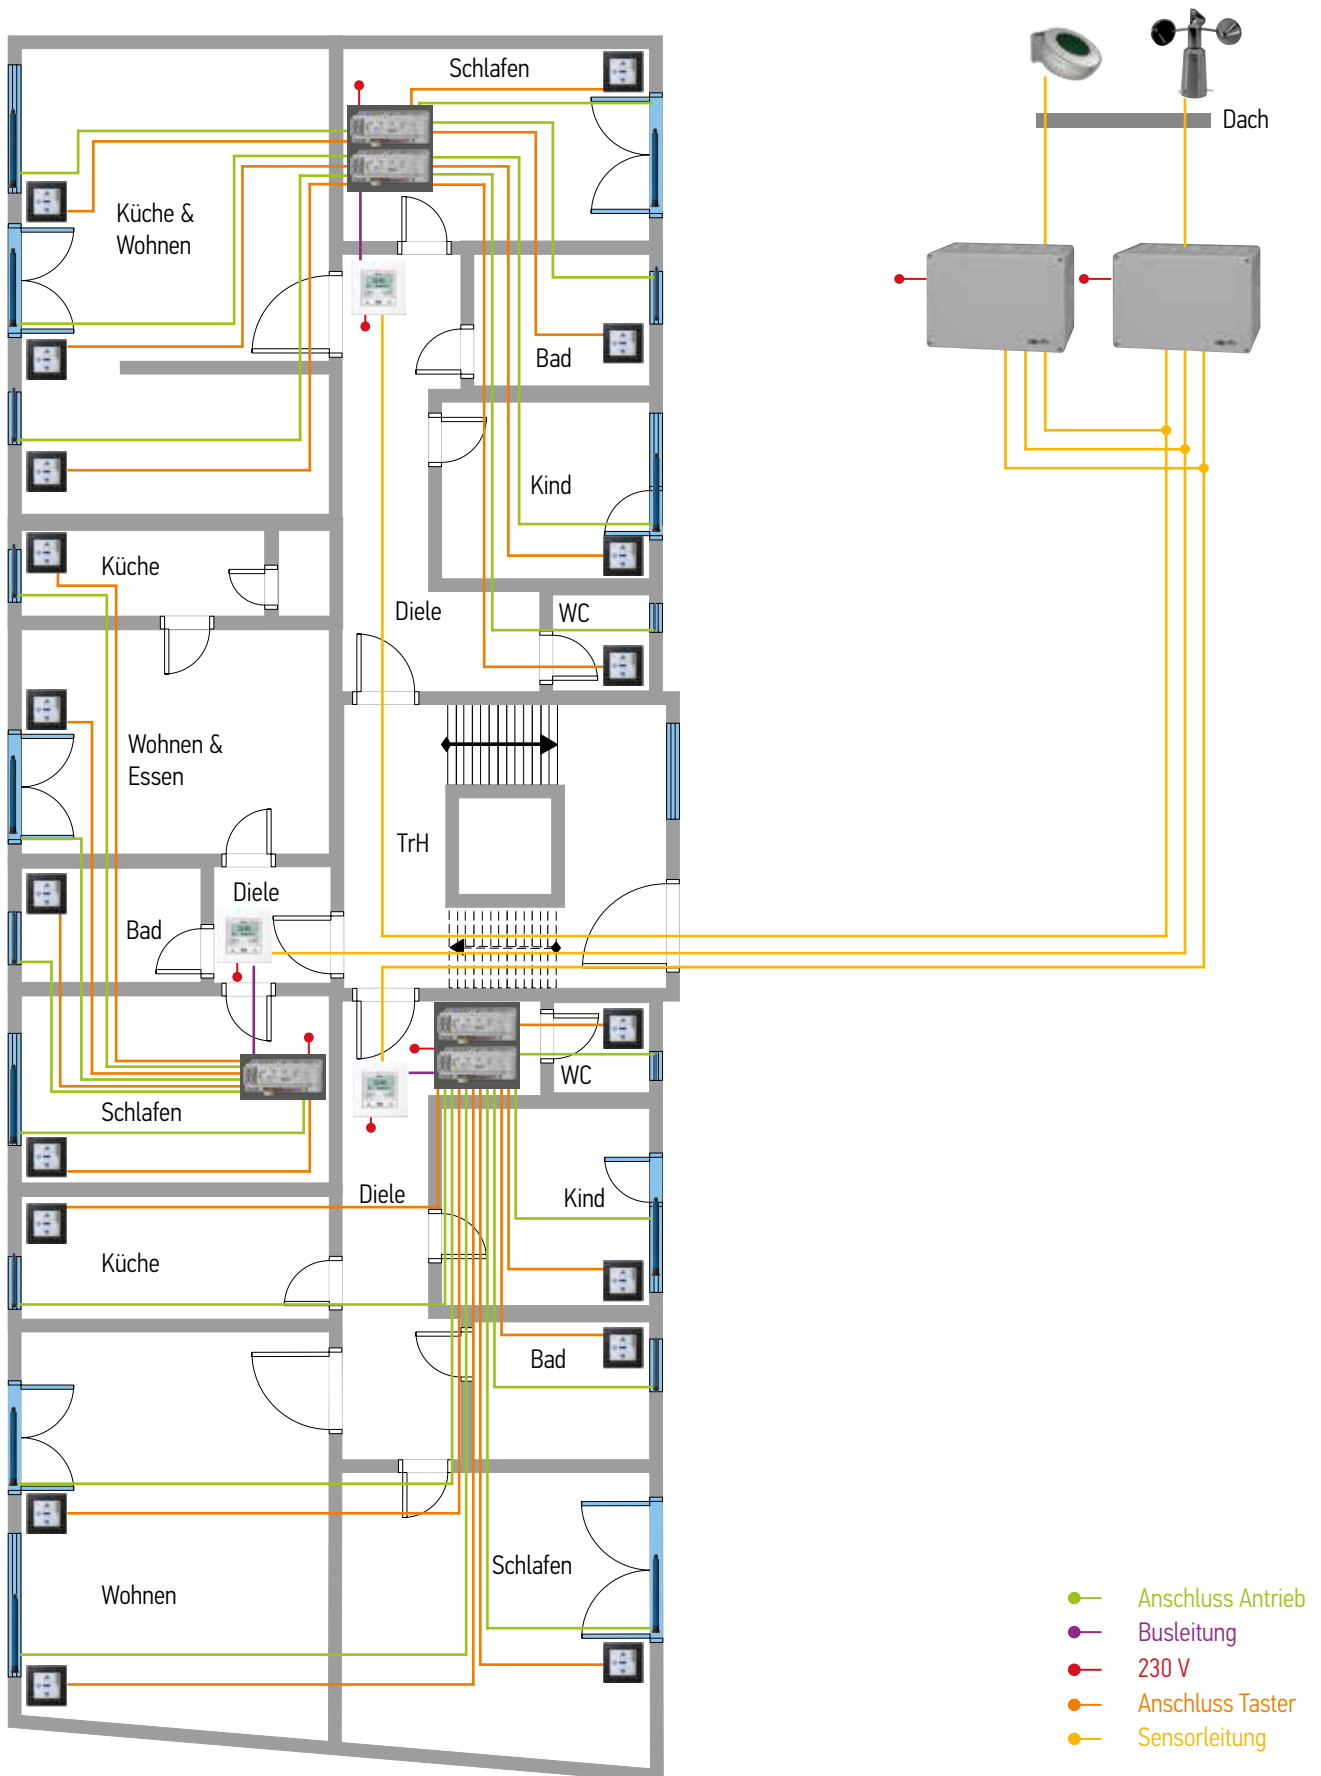 Schlafen
Dach
Küche &
Wohnen
Bad
Kind
Küche
Diele
WC
Wohnen &
Essen
TrH
Diele
Bad
WC
Schlafen
Diele
Kind
Küche
Bad
Schlafen
Wohnen
Anschluss Antrieb
Busleitung
230 V
Anschluss Taster
Sensorleitung